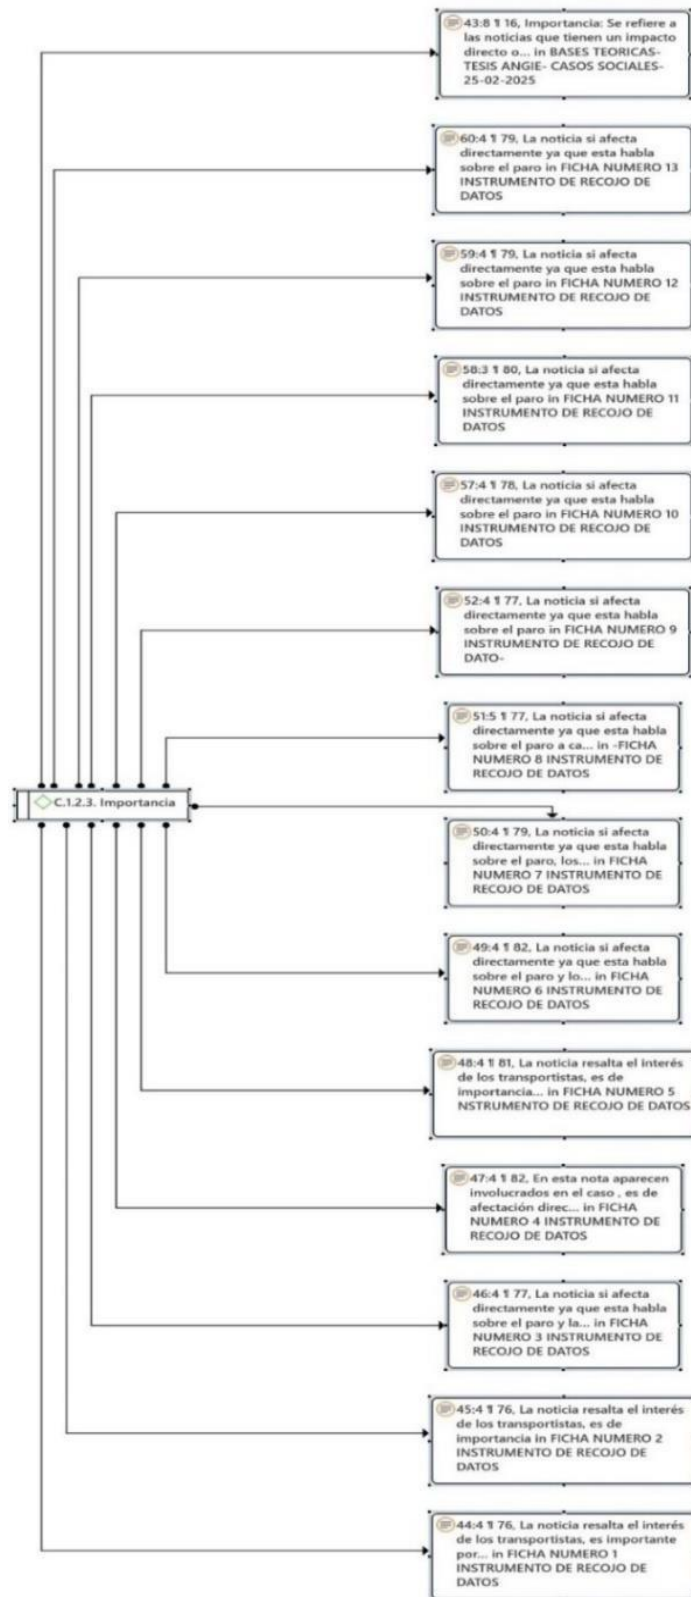 43:8 ¶ 16, Importancia: Se refiere a
las noticias que tienen un impacto
directo o... in BASES TEORICAS-
TESIS ANGIE- CASOS SOCIALES-
25-02-2025
60:4 ¶ 79, La noticia si afecta
directamente ya que esta habla
sobre el paro in FICHA NUMERO 13
INSTRUMENTO DE RECOJO DE
DATOS
59:4 ¶ 79, La noticia si afecta
directamente ya que esta habla
sobre el paro in FICHA NUMERO 12
INSTRUMENTO DE RECOJO DE
DATOS
58:3 ¶ 80, La noticia si afecta
directamente ya que esta habla
sobre el paro in FICHA NUMERO 11
INSTRUMENTO DE RECOJO DE
DATOS
57:4 ¶ 78, La noticia si afecta
directamente ya que esta habla
sobre el paro in FICHA NUMERO 10
INSTRUMENTO DE RECOJO DE
DATOS
52:4 ¶ 77, La noticia si afecta
directamente ya que esta habla
sobre el paro in FICHA NUMERO 9
INSTRUMENTO DE RECOJO DE
DATO-
51:5 ¶ 77, La noticia si afecta
directamente ya que esta habla
sobre el paro a ca... in -FICHA
NUMERO 8 INSTRUMENTO DE
RECOJO DE DATOS
C.1.2.3. Importancia
50:4 ¶ 79, La noticia si afecta
directamente ya que esta habla
sobre el paro, los... in FICHA
NUMERO 7 INSTRUMENTO DE
RECOJO DE DATOS
49:4 ¶ 82, La noticia si afecta
directamente ya que esta habla
sobre el paro y lo... in FICHA
NUMERO 6 INSTRUMENTO DE
RECOJO DE DATOS
48:4 ¶ 81, La noticia resalta el interés
de los transportistas, es de
importancia... in FICHA NUMERO 5
NSTRUMENTO DE RECOJO DE DATOS
47:4 ¶ 82, En esta nota aparecen
involucrados en el caso , es de
afectación direc... in FICHA
NUMERO 4 INSTRUMENTO DE
RECOJO DE DATOS
46:4 ¶ 77, La noticia si afecta
directamente ya que esta habla
sobre el paro y la... in FICHA
NUMERO 3 INSTRUMENTO DE
RECOJO DE DATOS
45:4 ¶ 76, La noticia resalta el interés
de los transportistas, es de
importancia in FICHA NUMERO 2
INSTRUMENTO DE RECOJO DE
DATOS
44:4 ¶ 76, La noticia resalta el interés
de los transportistas, es importante
por... in FICHA NUMERO 1
INSTRUMENTO DE RECOJO DE
DATOS